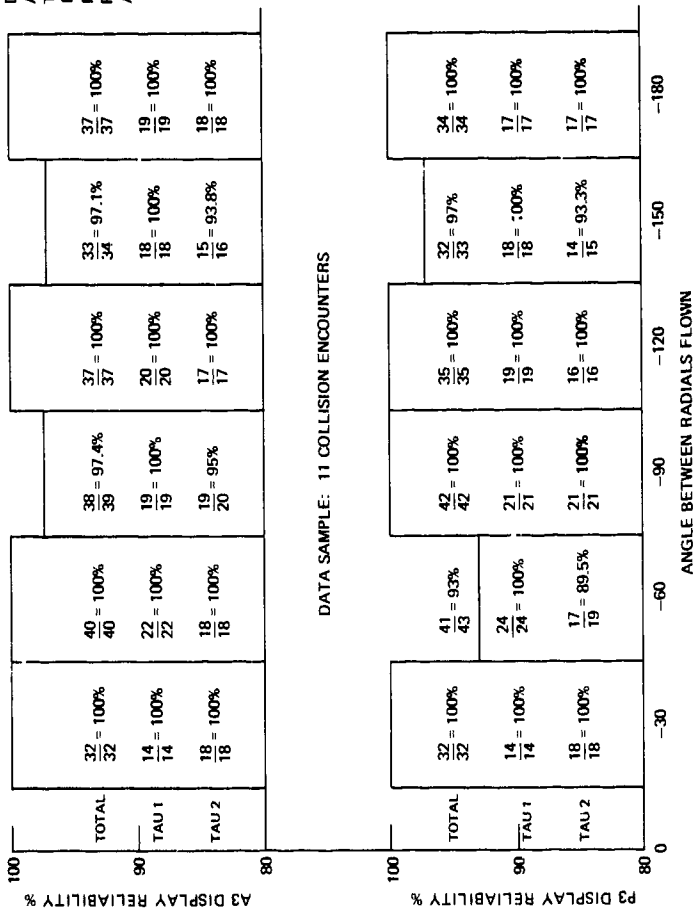 A3 DISPLAY RELIABILITY %
100
90
80
TOTAL 32/32 = 100% 40/40 = 100% 38/39 = 97.4% 37/37 = 100% 33/34 = 97.1% 37/37 = 100%
TAU 1 14/14 = 100% 22/22 = 100% 19/19 = 100% 20/20 = 100% 18/18 = 100% 19/19 = 100%
TAU 2 18/18 = 100% 18/18 = 100% 19/20 = 95% 17/17 = 100% 15/16 = 93.8% 18/18 = 100%
DATA SAMPLE: 11 COLLISION ENCOUNTERS
P3 DISPLAY RELIABILITY %
100
90
80
TOTAL 32/32 = 100% 41/43 = 93% 42/42 = 100% 35/35 = 100% 32/33 = 97% 34/34 = 100%
TAU 1 14/14 = 100% 24/24 = 100% 21/21 = 100% 19/19 = 100% 18/18 = :00% 17/17 = 100%
TAU 2 18/18 = 100% 17/19 = 89.5% 21/21 = 100% 16/16 = 100% 14/15 = 93.3% 17/17 = 100%
0 -30 -60 -90 -120 -150 -180
ANGLE BETWEEN RADIALS FLOWN